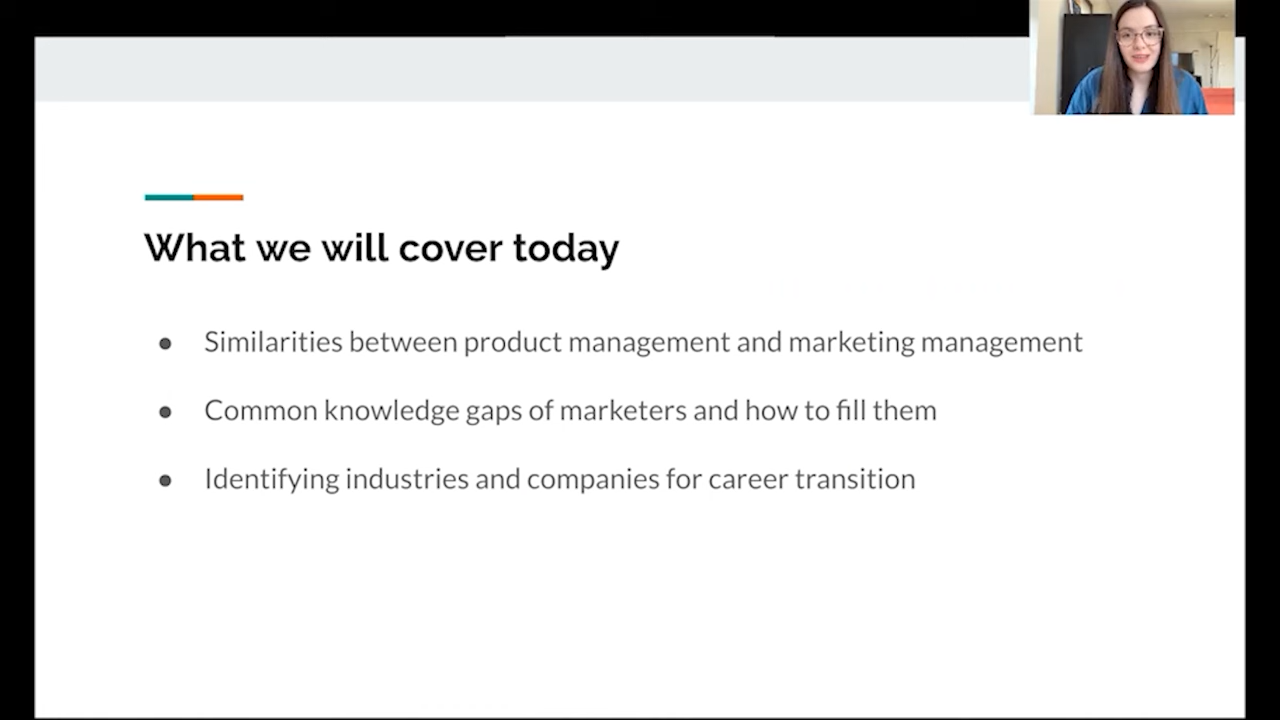 What we will cover today
● Similarities between product management and marketing management
● Common knowledge gaps of marketers and how to fill them
● Identifying industries and companies for career transition